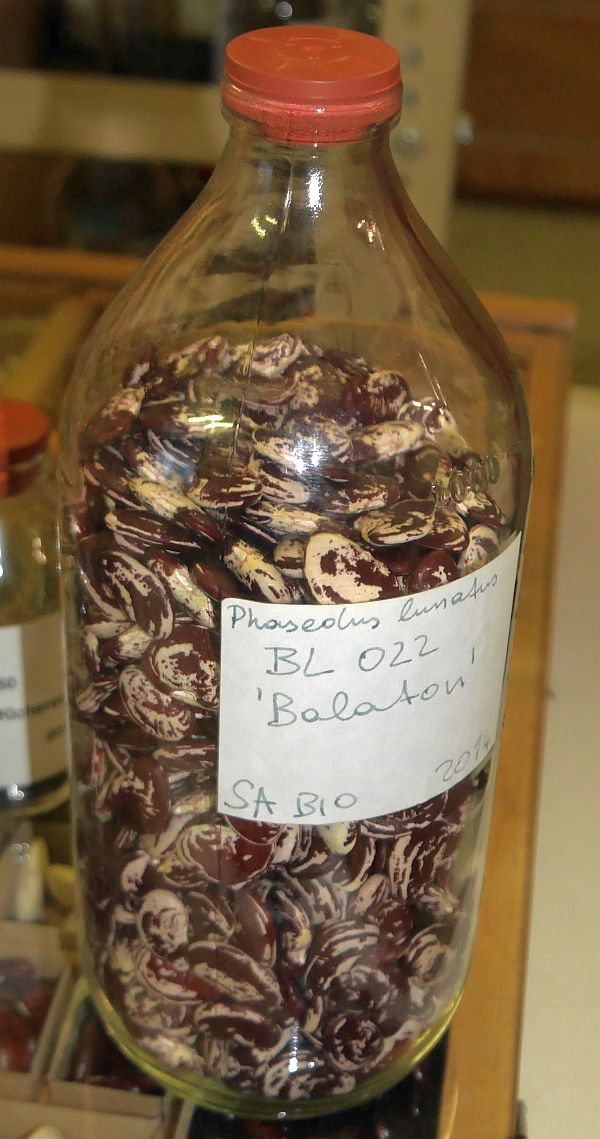 Phaseolus lunatus
BL 022
'Balaton'
2014
SA BIO